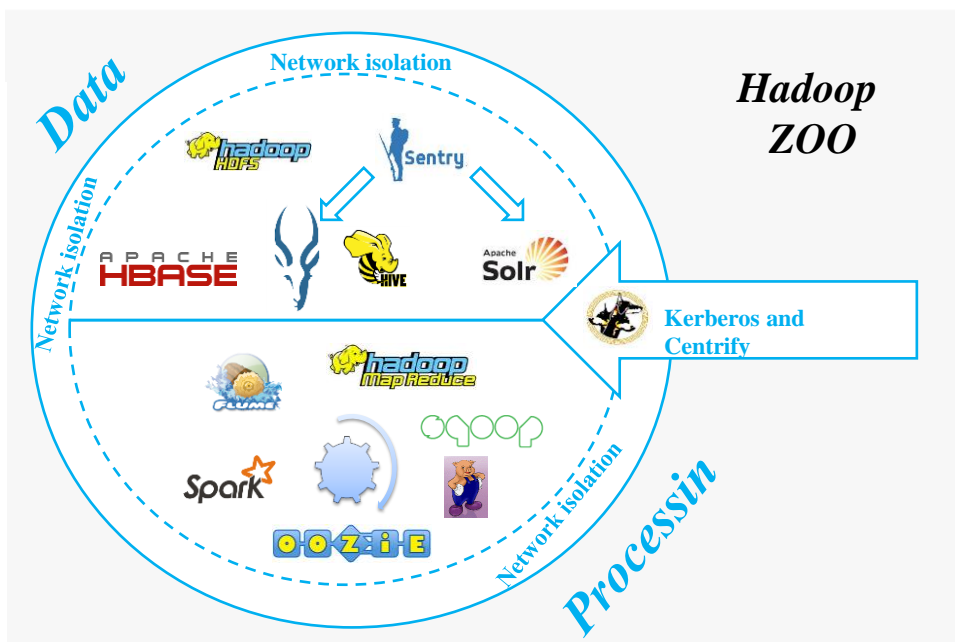 Network isolation
Data
Hadoop
ZOO
hadoop
HDFS
Sentry
Network isolation
APACHE
HBASE
HIVE
Apache
Solr
Kerberos and
Centrify
hadoop
Map Reduce
FLUME
sqoop
Spark
OOZiE
Network isolation
Processin